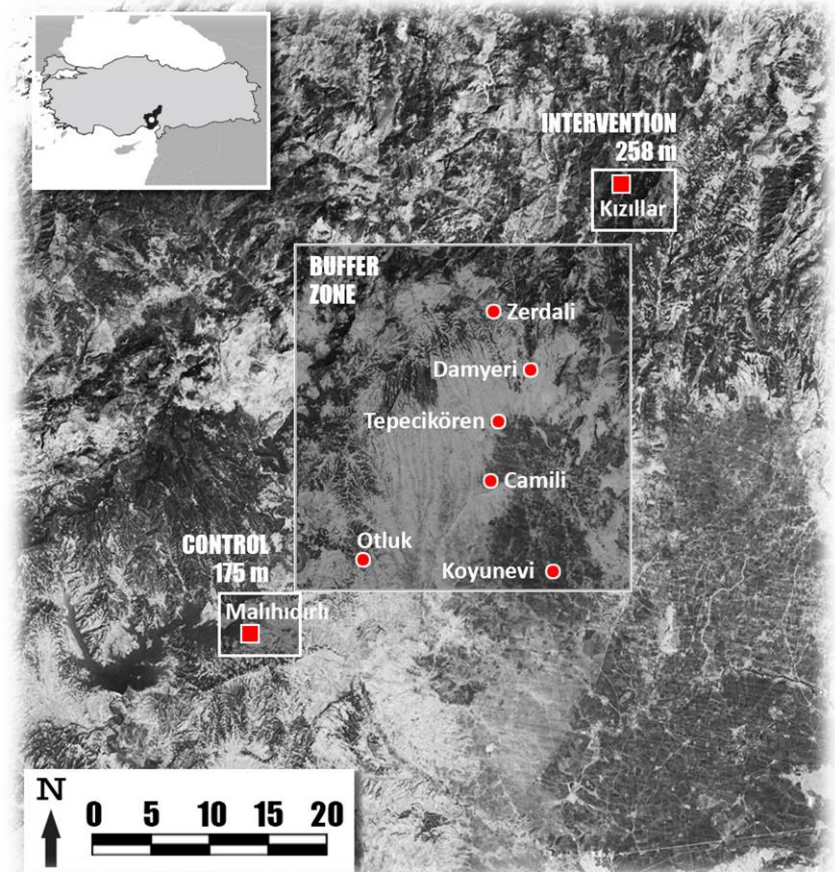 INTERVENTION
258 m
Kızıllar
BUFFER
ZONE
Zerdali
Damyeri
Tepecikören
Camili
Otluk
Koyunevi
CONTROL
175 m
Malıhıdırlı
N
0 5 10 15 20